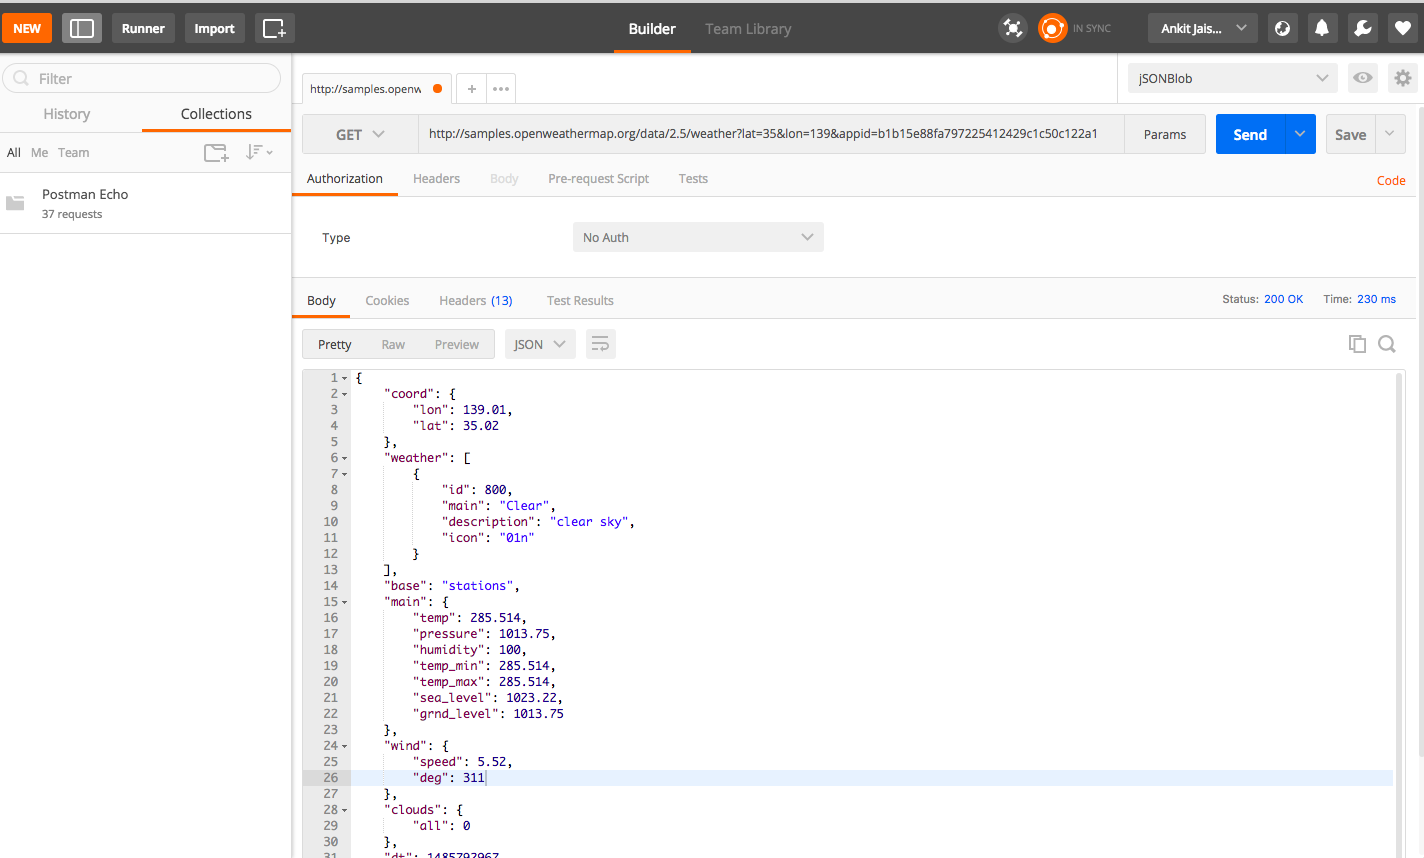 NEW Runner Import Builder Team Library IN SYNC Ankit Jais...
Filter
History Collections
All Me Team
Postman Echo
37 requests
http://samples.openw + ••• jSONBlob
GET http://samples.openweathermap.org/data/2.5/weather?lat=35&lon=139&appid=b1b15e88fa797225412429c1c50c122a1 Params Send Save
Authorization Headers Body Pre-request Script Tests Code
Type No Auth
Body Cookies Headers (13) Test Results Status: 200 OK Time: 230 ms
Pretty Raw Preview JSON
1 {
2 "coord": {
3 "lon": 139.01,
4 "lat": 35.02
5 },
6 "weather": [
7 {
8 "id": 800,
9 "main": "Clear",
10 "description": "clear sky",
11 "icon": "01n"
12 }
13 ],
14 "base": "stations",
15 "main": {
16 "temp": 285.514,
17 "pressure": 1013.75,
18 "humidity": 100,
19 "temp_min": 285.514,
20 "temp_max": 285.514,
21 "sea_level": 1023.22,
22 "grnd_level": 1013.75
23 },
24 "wind": {
25 "speed": 5.52,
26 "deg": 311
27 },
28 "clouds": {
29 "all": 0
30 },
31 "dt": 1485792967